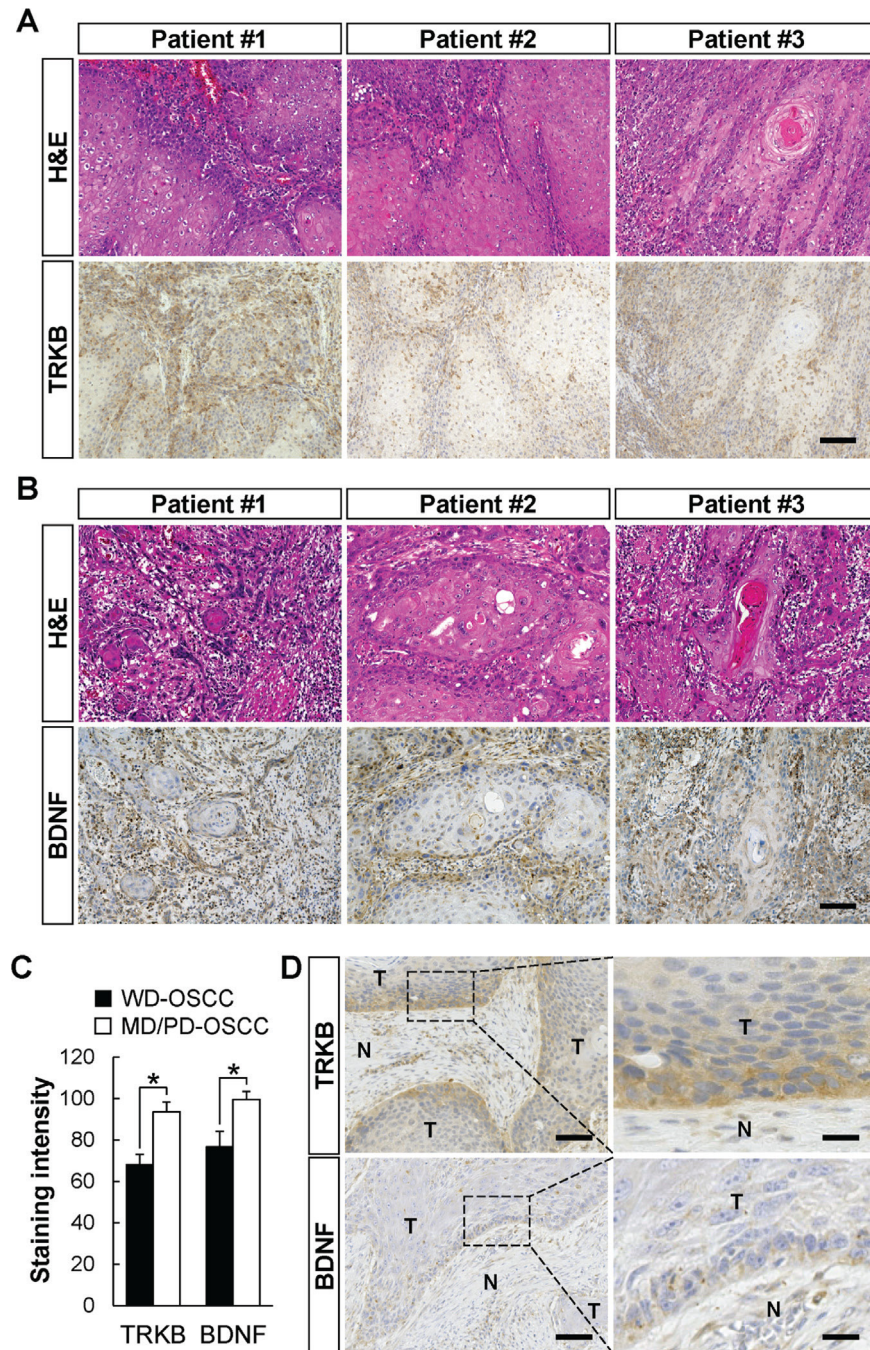 A
Patient #1 Patient #2 Patient #3
H&E
TRKB
B
Patient #1 Patient #2 Patient #3
H&E
BDNF
C
WD-OSCC
MD/PD-OSCC
Staining intensity
120
100
80
60
40
20
0
* *
TRKB BDNF
D
TRKB
T
N
T
T
T
N
BDNF
T
N
T
T
N